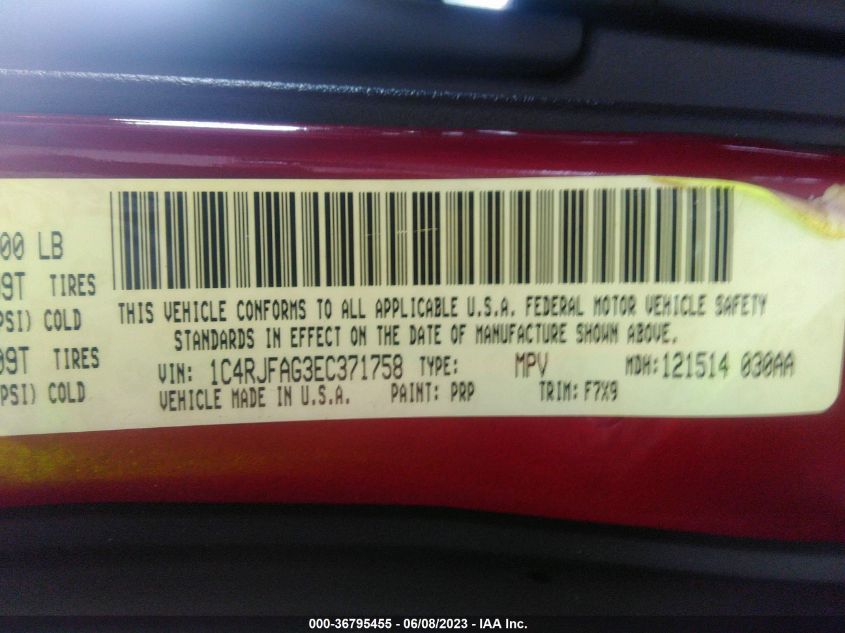 00 LB
09T TIRES
PSI) COLD
09T TIRES
PSI) COLD
THIS VEHICLE CONFORMS TO ALL APPLICABLE U.S.A. FEDERAL MOTOR VEHICLE SAFETY
STANDARDS IN EFFECT ON THE DATE OF MANUFACTURE SHOWN ABOVE.
VIN: 1C4RJFAG3EC371758 TYPE: MPV MDH:121514 030AA
VEHICLE MADE IN U.S.A. PAINT: PRP TRIM: F7X9
000-36795455 - 06/08/2023 - IAA Inc.